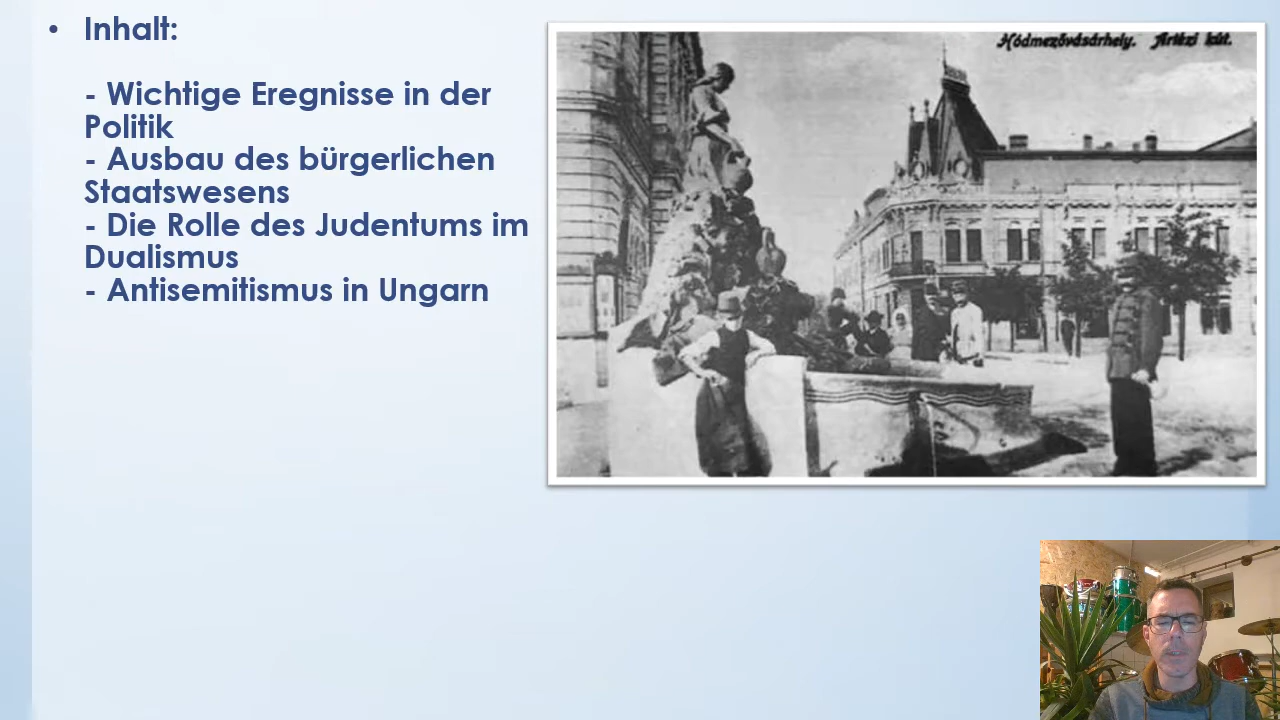 • Inhalt:
- Wichtige Eregnisse in der
Politik
- Ausbau des bürgerlichen
Staatswesens
- Die Rolle des Judentums im
Dualismus
- Antisemitismus in Ungarn
Hódmezővásárhely. Ártézi kút.